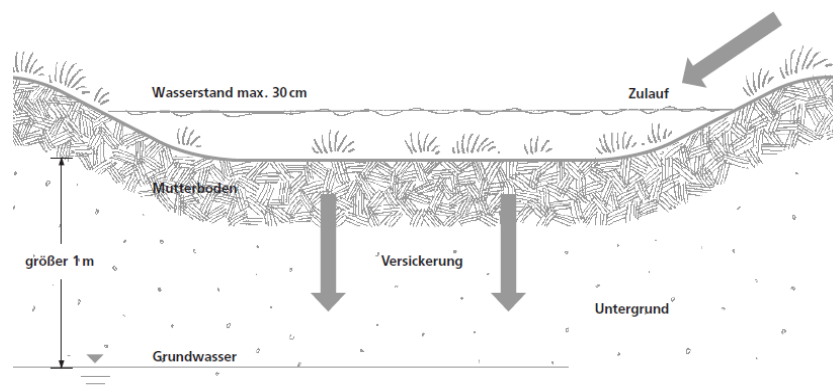 Wasserstand max. 30 cm
Zulauf
Mutterboden
größer 1 m
Versickerung
Untergrund
Grundwasser